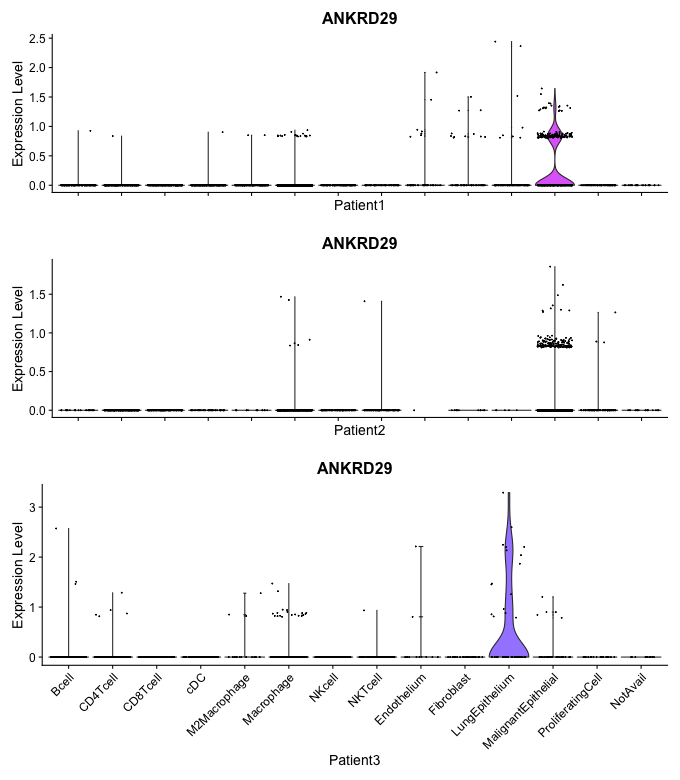 ANKRD29
Expression Level
2.5
2.0
1.5
1.0
0.5
0.0
Patient1
ANKRD29
Expression Level
1.5
1.0
0.5
0.0
Patient2
ANKRD29
Expression Level
3
2
1
0
Bcell
CD4Tcell
CD8Tcell
cDC
M2Macrophage
Macrophage
NKcell
NKTcell
Endothelium
Fibroblast
LungEpithelium
MalignantEpithelial
ProliferatingCell
NotAvail
Patient3